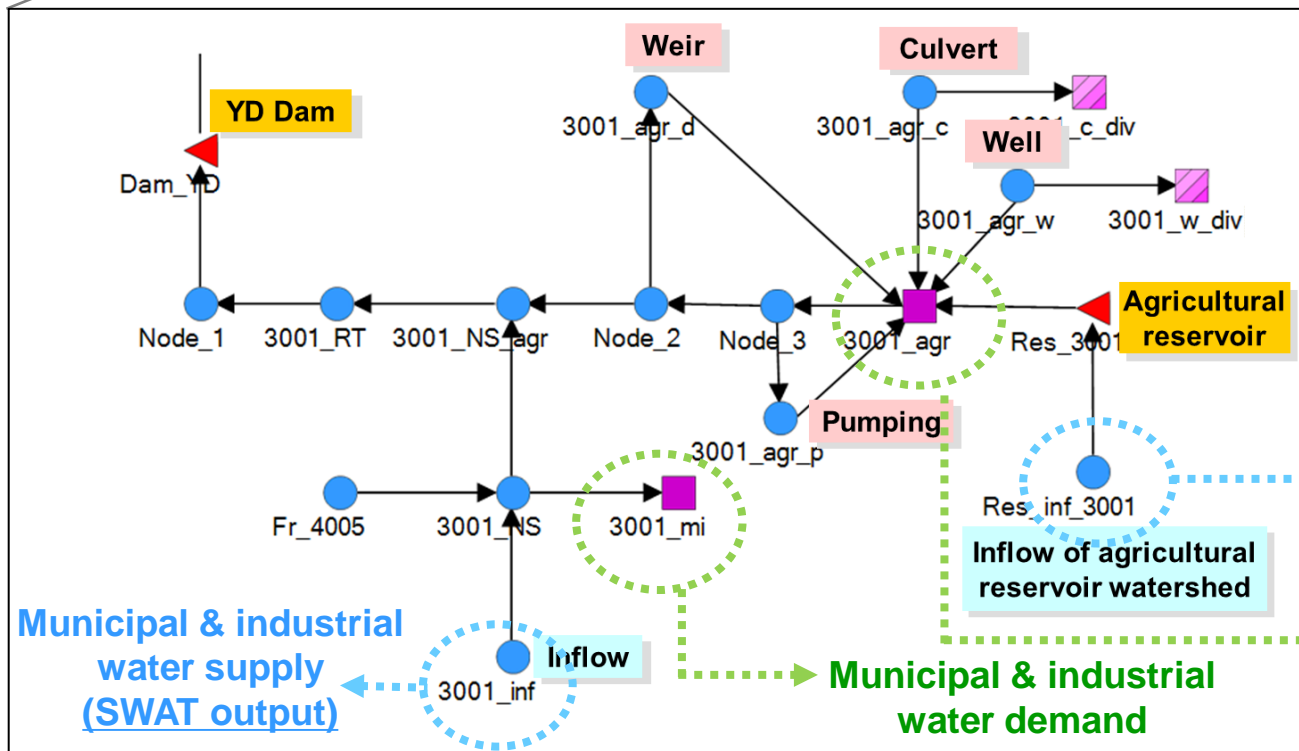 Weir
Culvert
YD Dam
3001_agr_d
3001_agr_c
3001_c_div
Well
Dam_YD
3001_agr_w
3001_w_div
Agricultural
reservoir
Node_1
3001_RT
3001_NS_agr
Node_2
Node_3
3001_agr
Res_3001
Pumping
3001_agr_p
Fr_4005
3001_NS
3001_mi
Res_inf_3001
Inflow of agricultural
reservoir watershed
Municipal & industrial
water supply
(SWAT output)
Inflow
3001_inf
Municipal & industrial
water demand